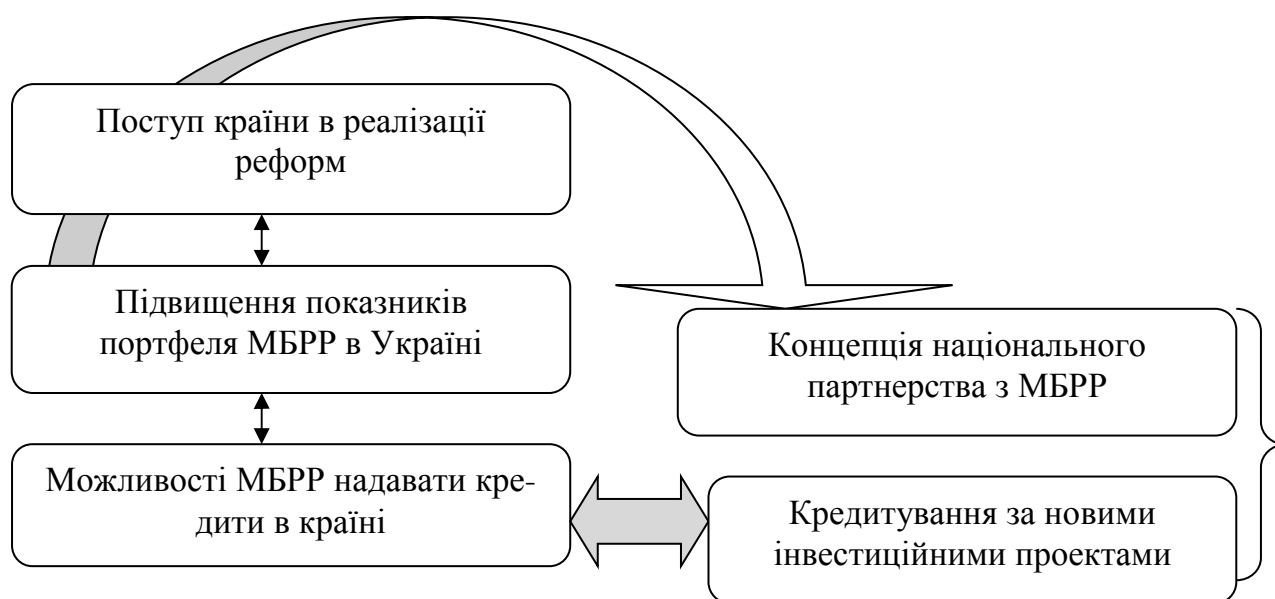 Поступ країни в реалізації
реформ
Підвищення показників
портфеля МБРР в Україні
Можливості МБРР надавати кре-
дити в країні
Концепція національного
партнерства з МБРР
Кредитування за новими
інвестиційними проектами